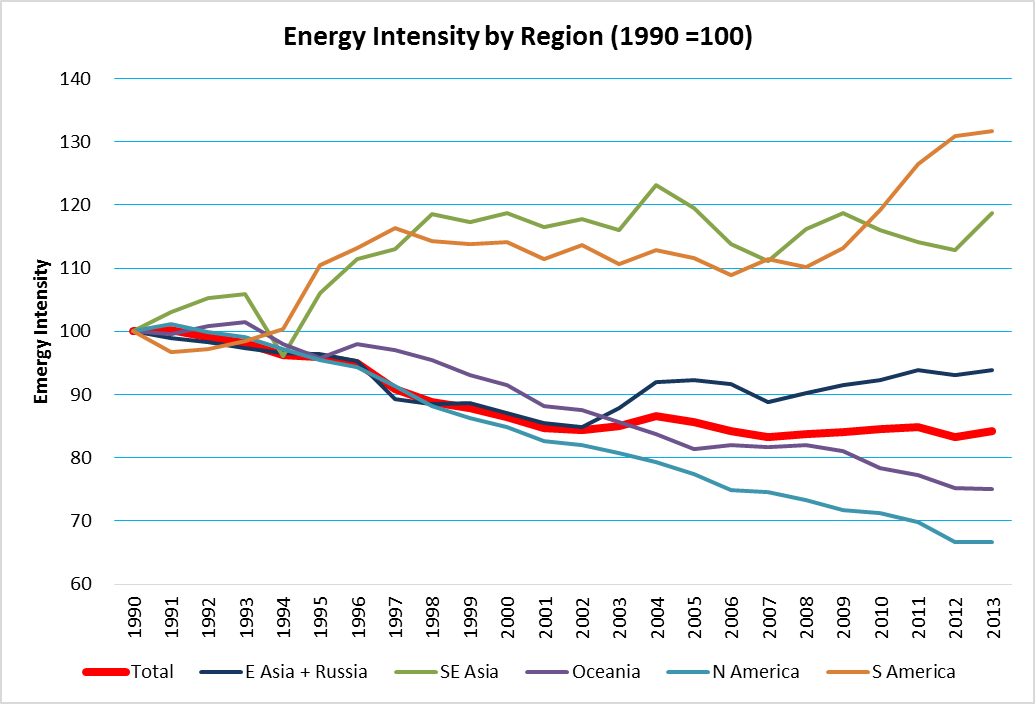 Energy Intensity by Region (1990 =100)
140
130
120
110
100
90
80
70
60
Emergy Intensity
1990 1991 1992 1993 1994 1995 1996 1997 1998 1999 2000 2001 2002 2003 2004 2005 2006 2007 2008 2009 2010 2011 2012 2013
Total E Asia + Russia SE Asia Oceania N America S America